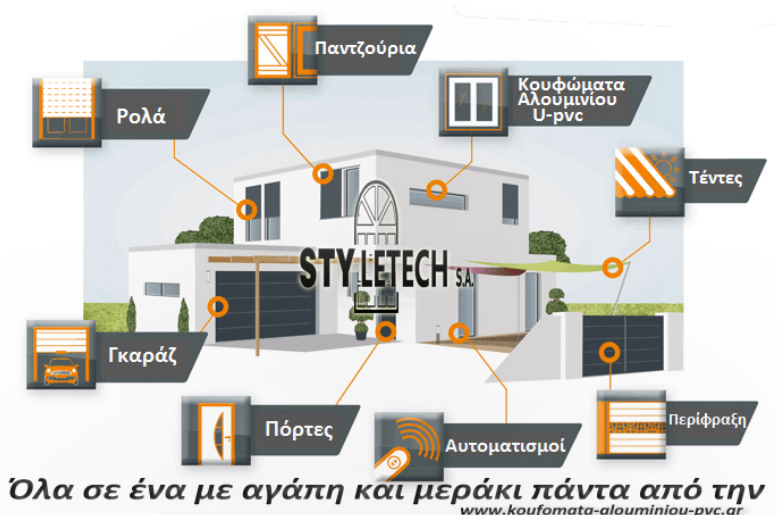 Παντζούρια
Ρολά
Κουφώματα
Αλουμινίου
U-pvc
Τέντες
STYLETECH S.A.
Γκαράζ
Πόρτες
Αυτοματισμοί
Περίφραξη
Όλα σε ένα με αγάπη και μεράκι πάντα από την
www.koufomata-alouminiou-pvc.gr